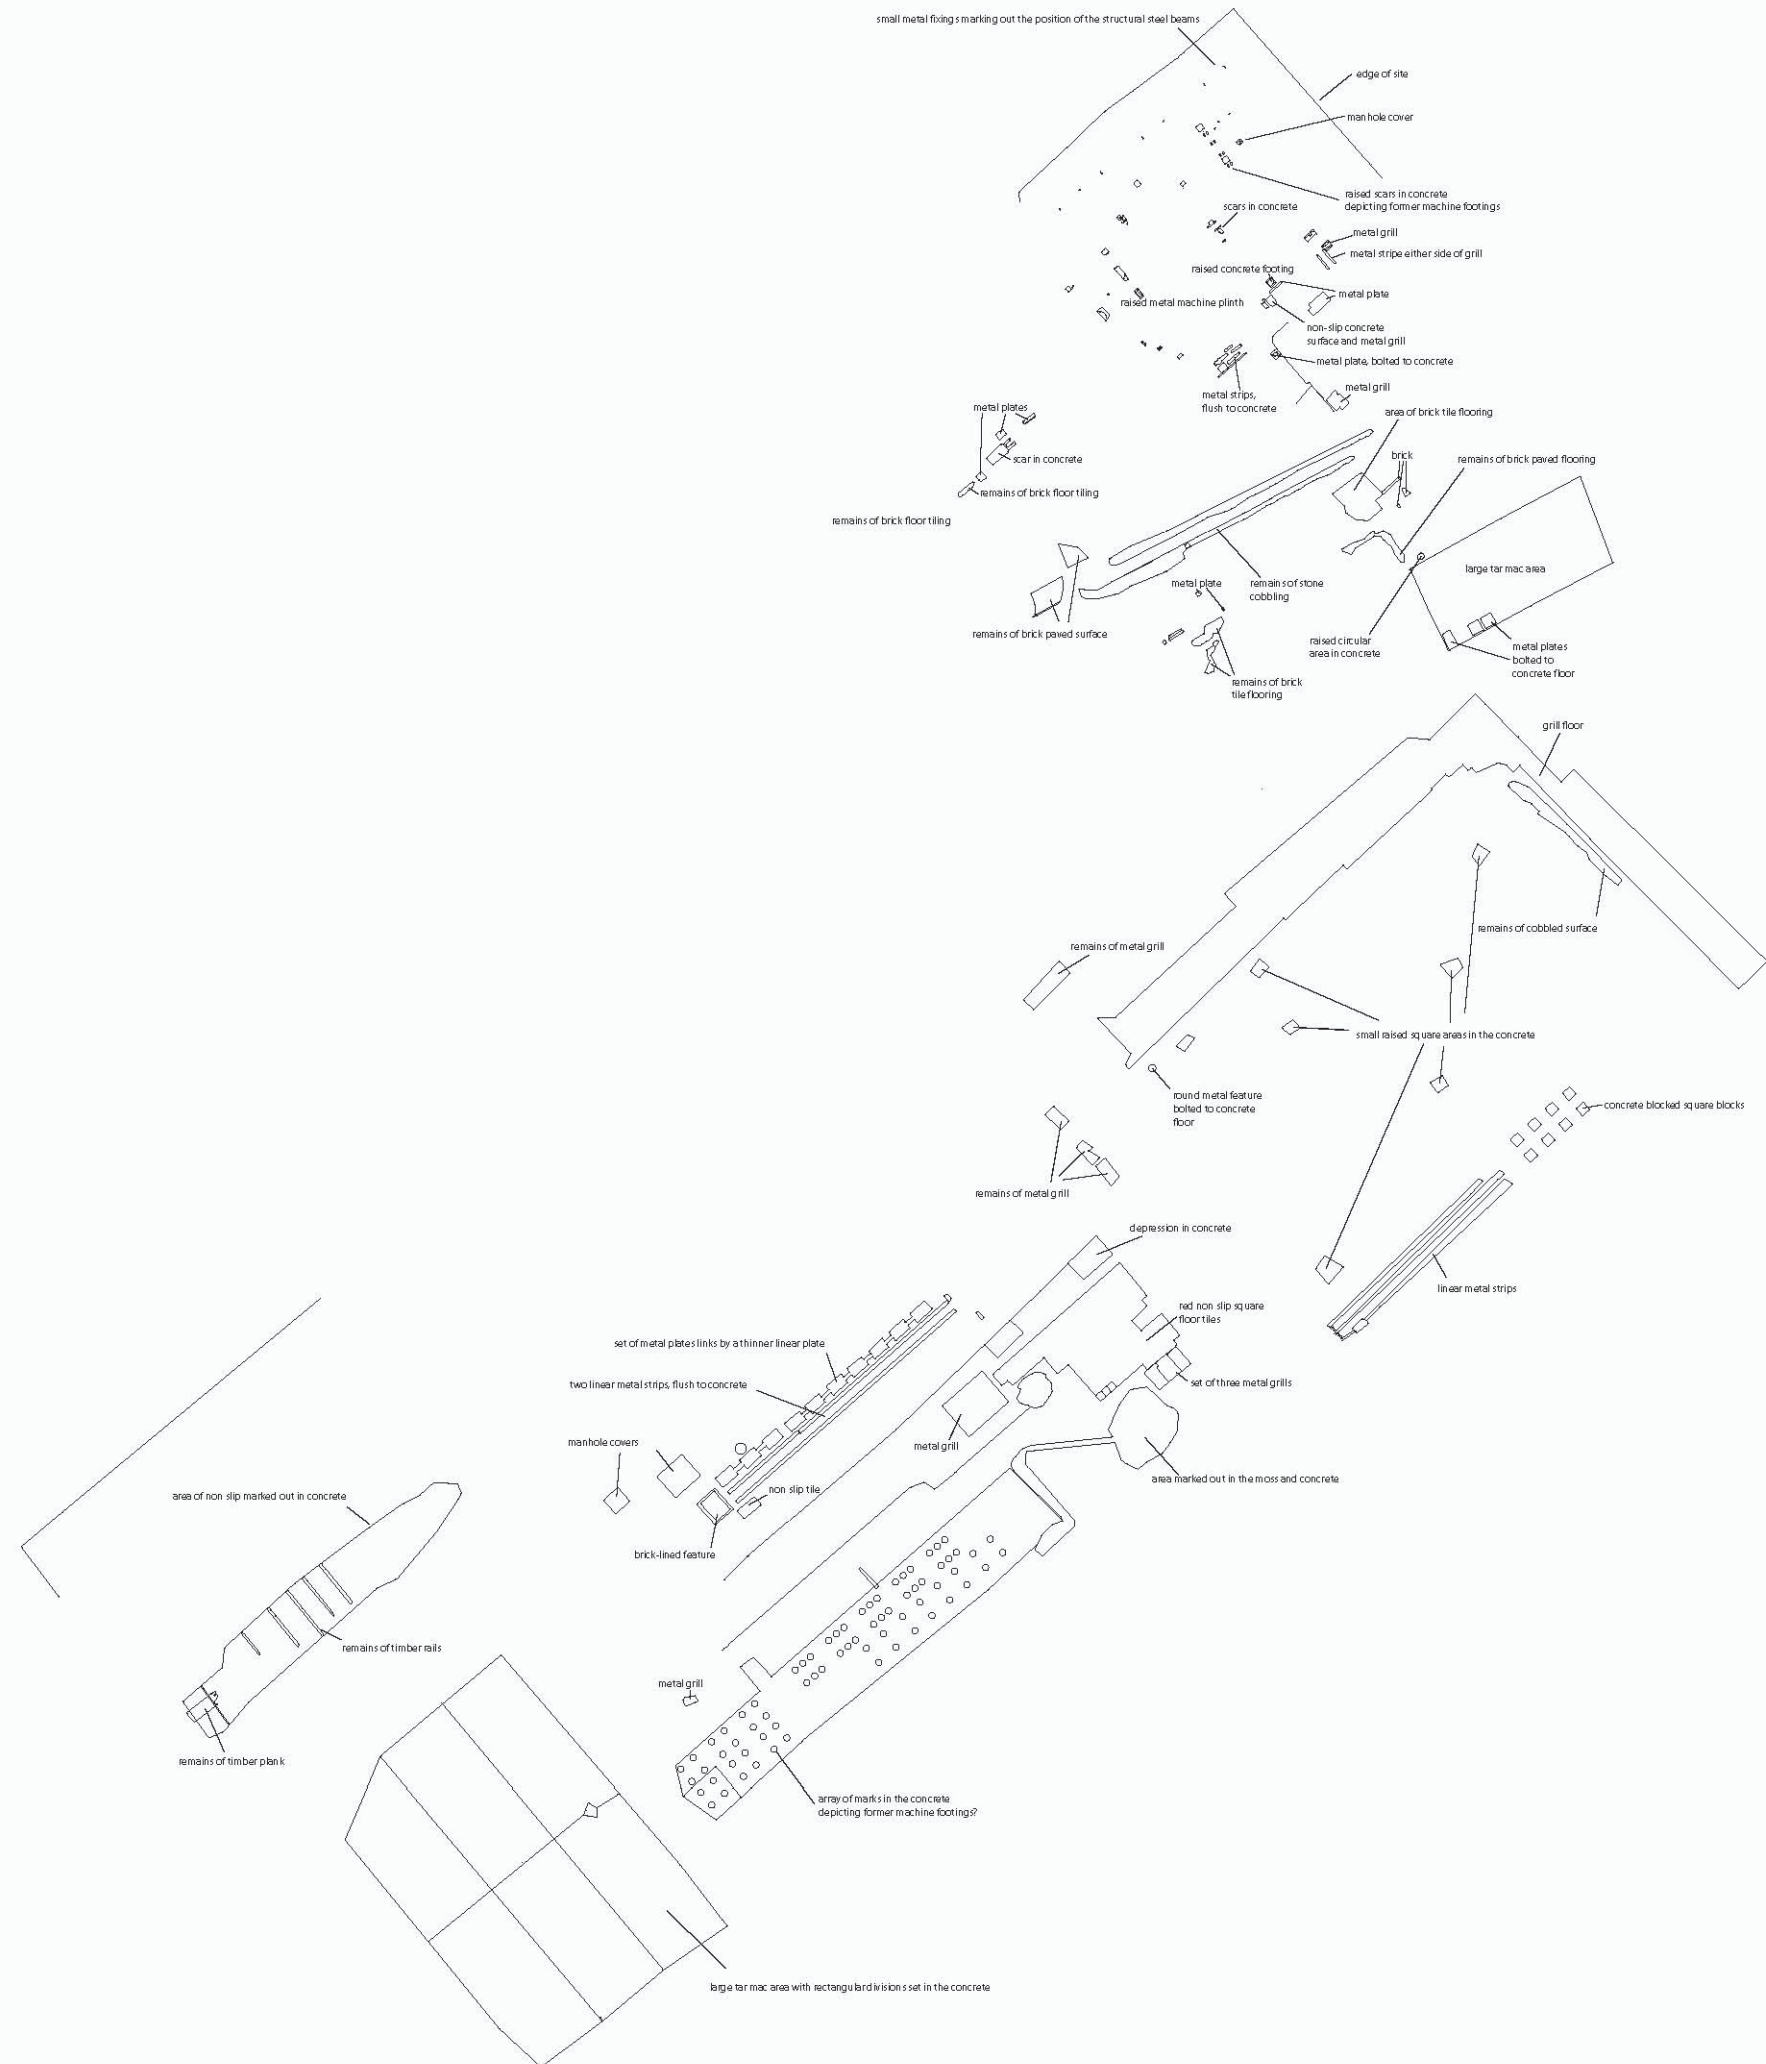 small metal fixings marking out the position of the structural steel beams
edge of site
manhole cover
raised scars in concrete
depicting former machine footings
scars in concrete
metal grill
metal stripe either side of grill
raised concrete footing
metal plate
raised metal machine plinth
non-slip concrete
surface and metal grill
metal plate, bolted to concrete
metal strips,
flush to concrete
metal grill
metal plates
area of brick tile flooring
scar in concrete
brick
remains of brick paved flooring
remains of brick floor tiling
remains of brick floor tiling
large tar mac area
metal plate
remains of stone
cobbling
remains of brick paved surface
raised circular
area in concrete
metal plates
bolted to
concrete floor
remains of brick
tile flooring
grill floor
remains of cobbled surface
remains of metal grill
small raised square areas in the concrete
round metal feature
bolted to concrete
floor
concrete blocked square blocks
remains of metal grill
depression in concrete
linear metal strips
red non slip square
floor tiles
set of metal plates links by a thinner linear plate
two linear metal strips, flush to concrete
set of three metal grills
manhole covers
metal grill
area marked out in the moss and concrete
non slip tile
area of non slip marked out in concrete
brick-lined feature
remains of timber rails
metal grill
remains of timber plank
array of marks in the concrete
depicting former machine footings?
large tar mac area with rectangular divisions set in the concrete